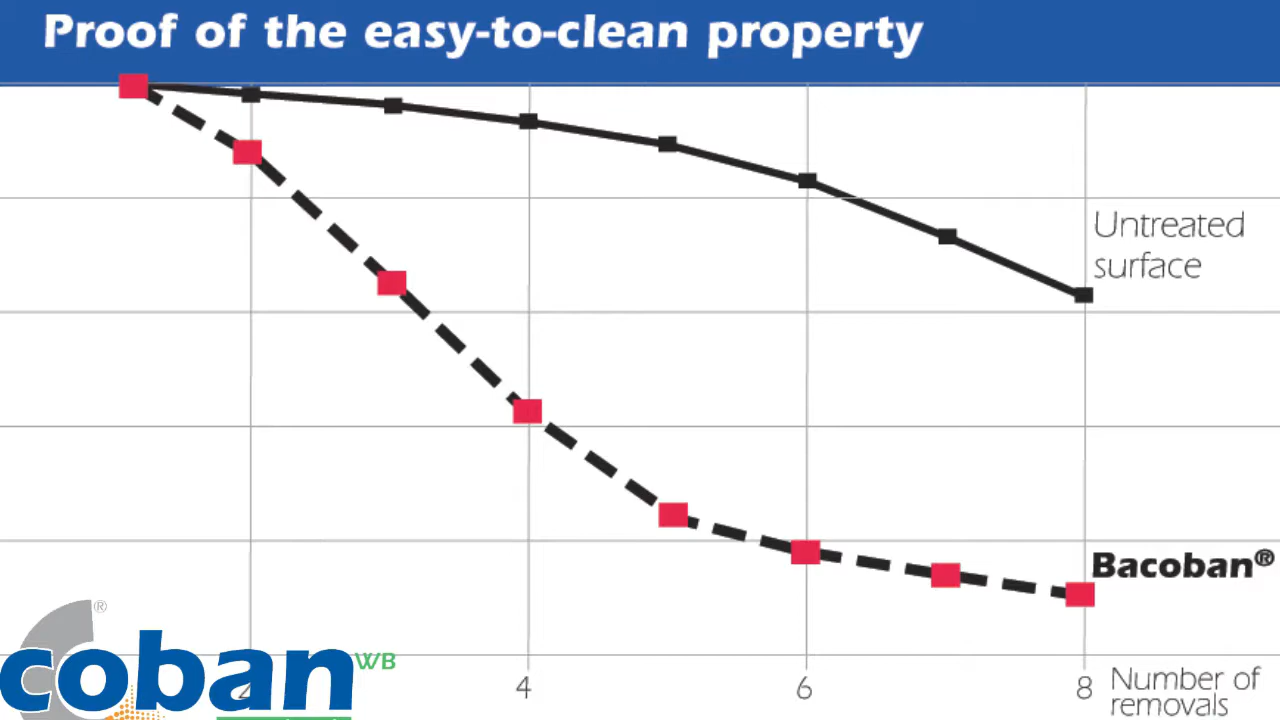 Proof of the easy-to-clean property
Untreated
surface
Bacoban®
®
coban WB
4
6
8
Number of
removals